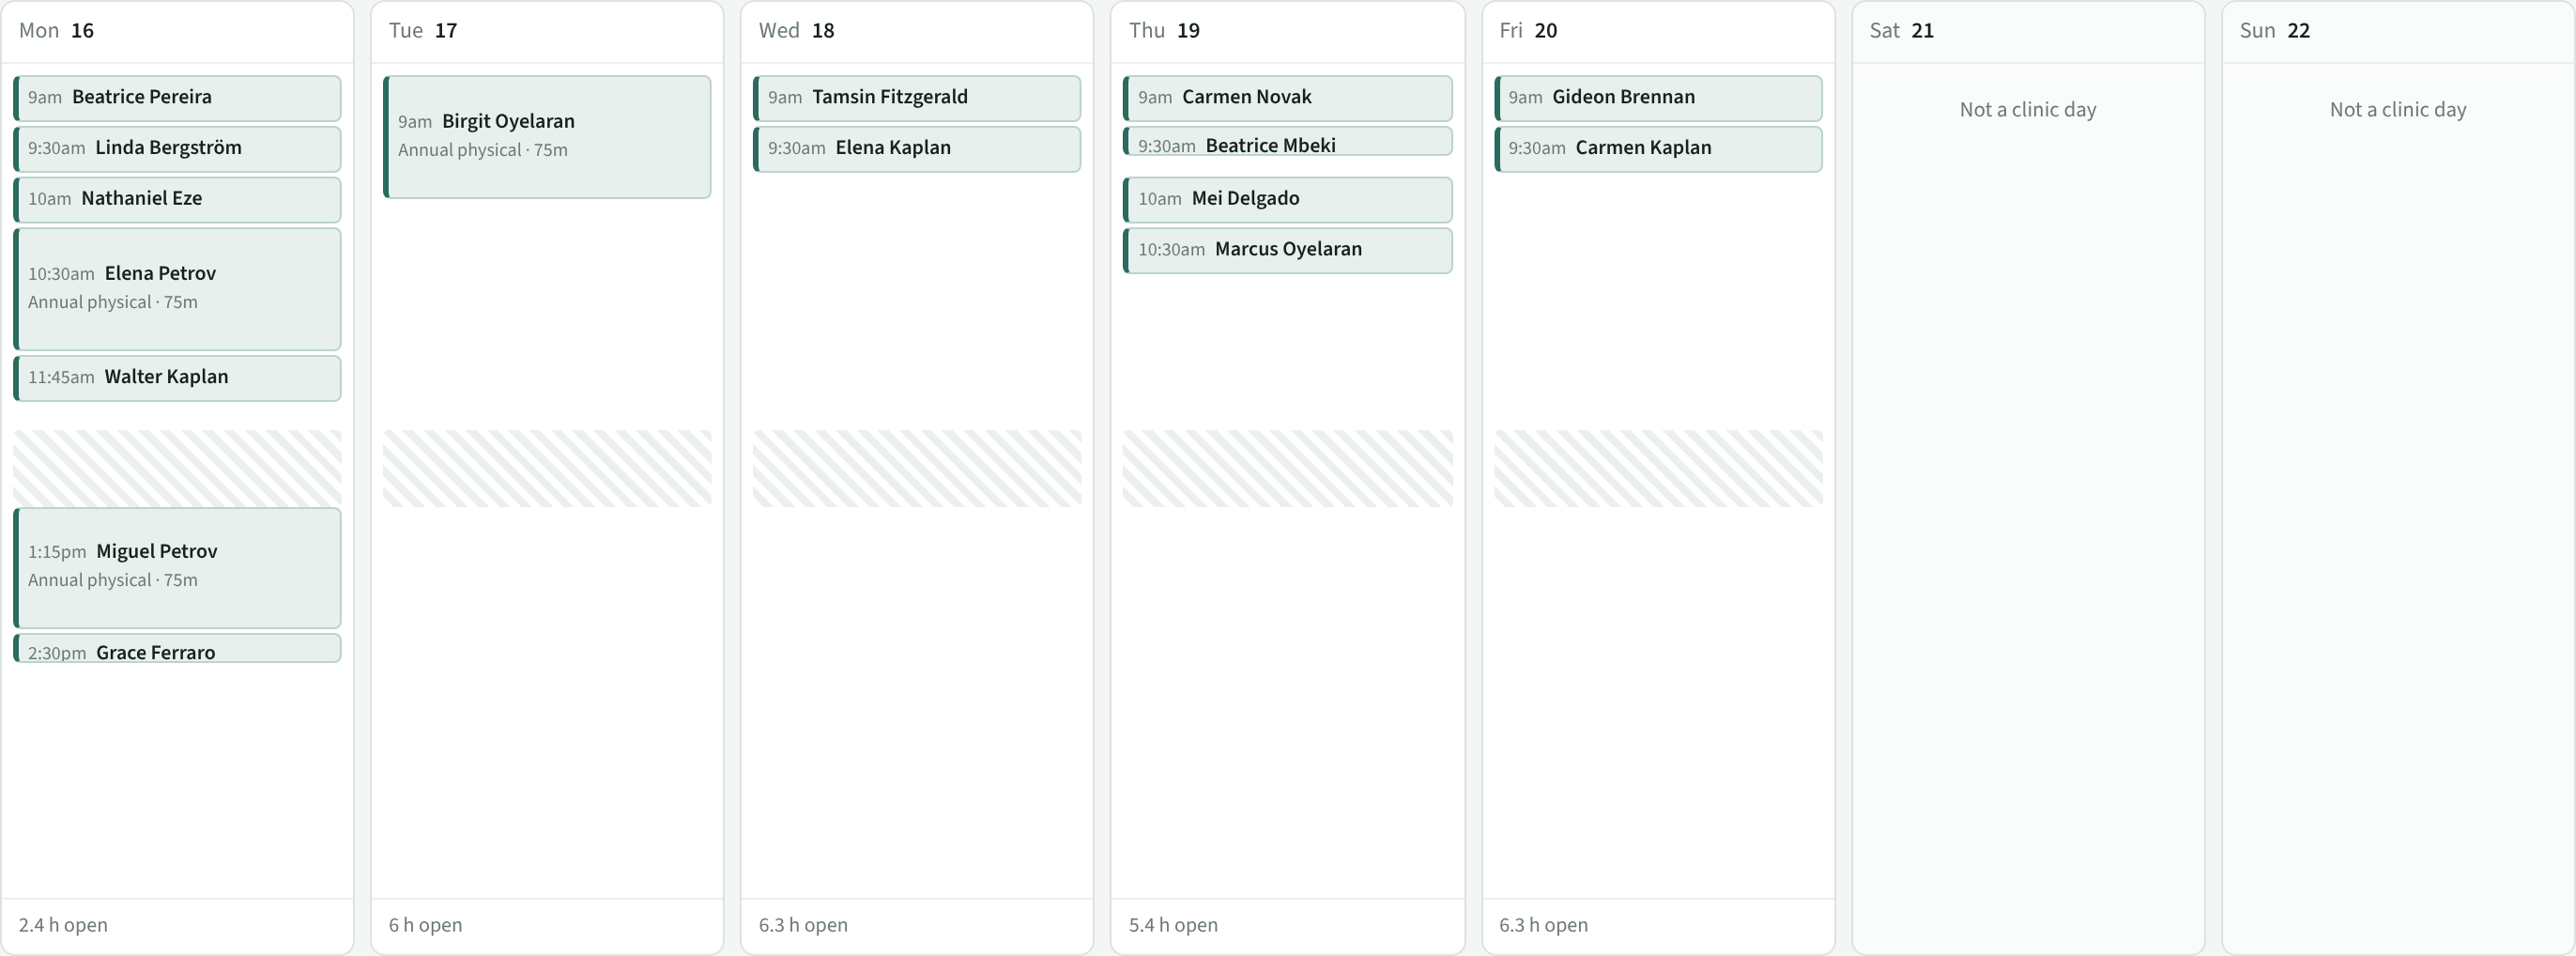 Mon 16
9am Beatrice Pereira
9:30am Linda Bergström
10am Nathaniel Eze
10:30am Elena Petrov
Annual physical · 75m
11:45am Walter Kaplan
1:15pm Miguel Petrov
Annual physical · 75m
2:30pm Grace Ferraro
2.4 h open
Tue 17
9am Birgit Oyelaran
Annual physical · 75m
6 h open
Wed 18
9am Tamsin Fitzgerald
9:30am Elena Kaplan
6.3 h open
Thu 19
9am Carmen Novak
9:30am Beatrice Mbeki
10am Mei Delgado
10:30am Marcus Oyelaran
5.4 h open
Fri 20
9am Gideon Brennan
9:30am Carmen Kaplan
6.3 h open
Sat 21
Not a clinic day
Sun 22
Not a clinic day